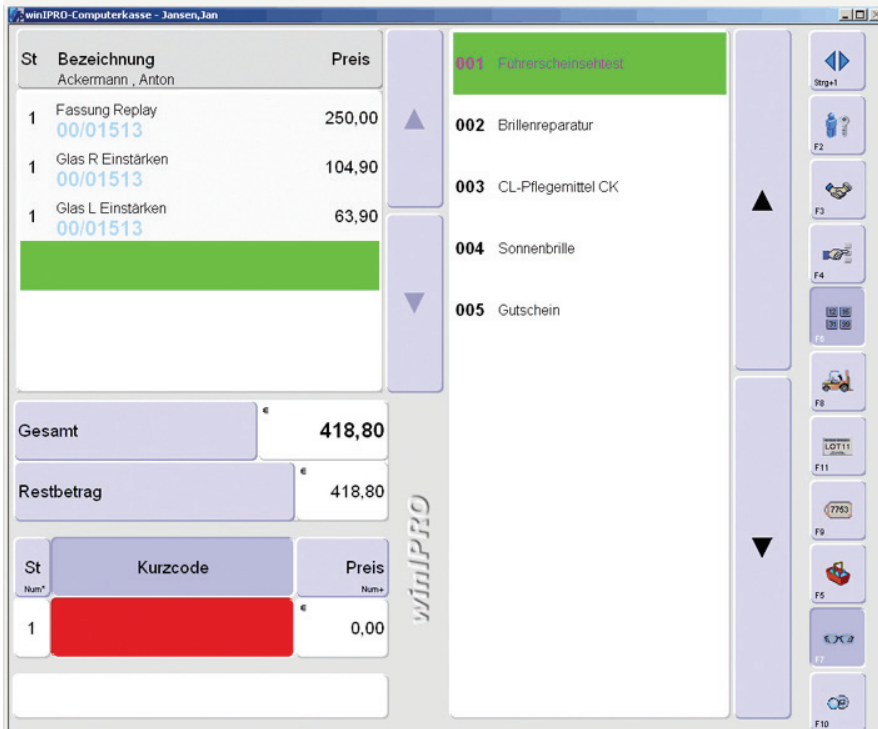 winIPRO-Computerkasse - Jansen,Jan
St Bezeichnung Preis
Ackermann , Anton
1 Fassung Replay 250,00
00/01513
1 Glas R Einstärken 104,90
00/01513
1 Glas L Einstärken 63,90
00/01513
Gesamt € 418,80
Restbetrag € 418,80
St Kurzcode Preis
Num* Num+
1 € 0,00
winIPRO
001 Führerscheinsehtest
002 Brillenreparatur
003 CL-Pflegemittel CK
004 Sonnenbrille
005 Gutschein
Strg+1
F2
F3
F4
F6
F8
LOT11
F11
7753
F9
F5
F7
F10